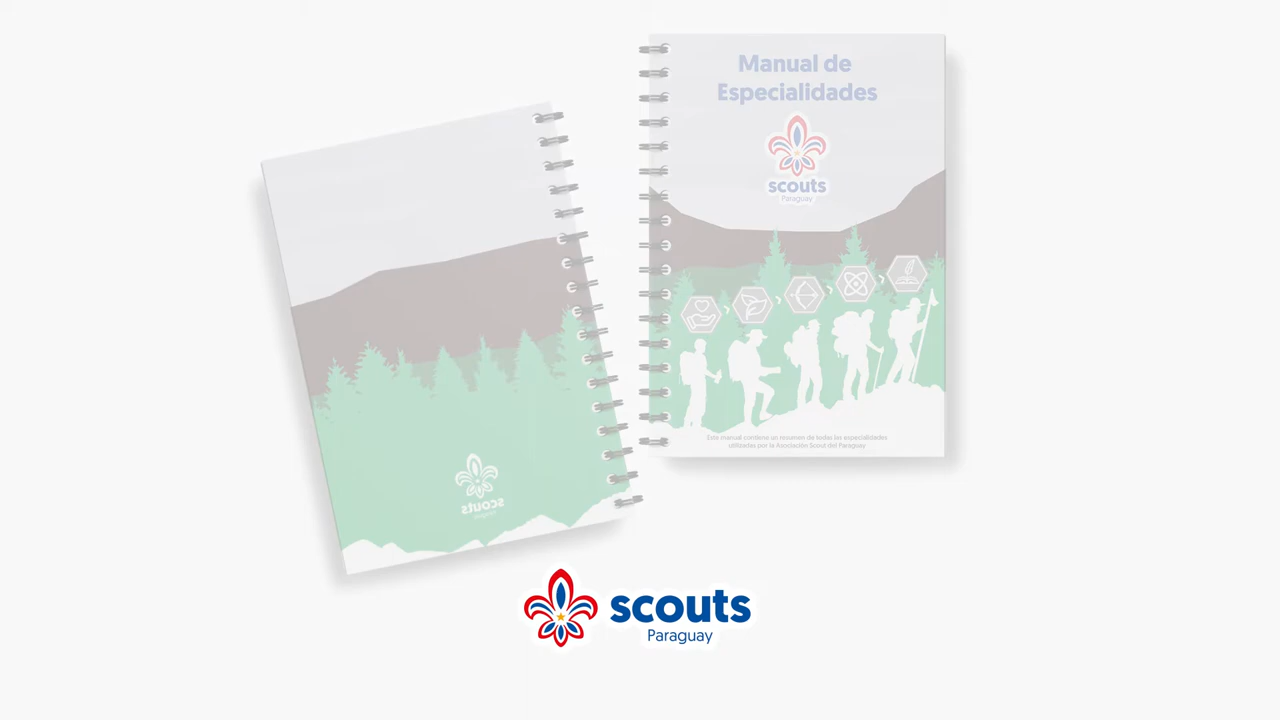 Manual de
Especialidades
scouts
Paraguay
Este manual contiene un resumen de todas las especialidades
utilizadas por la Asociación Scout del Paraguay
scouts
scouts
Paraguay